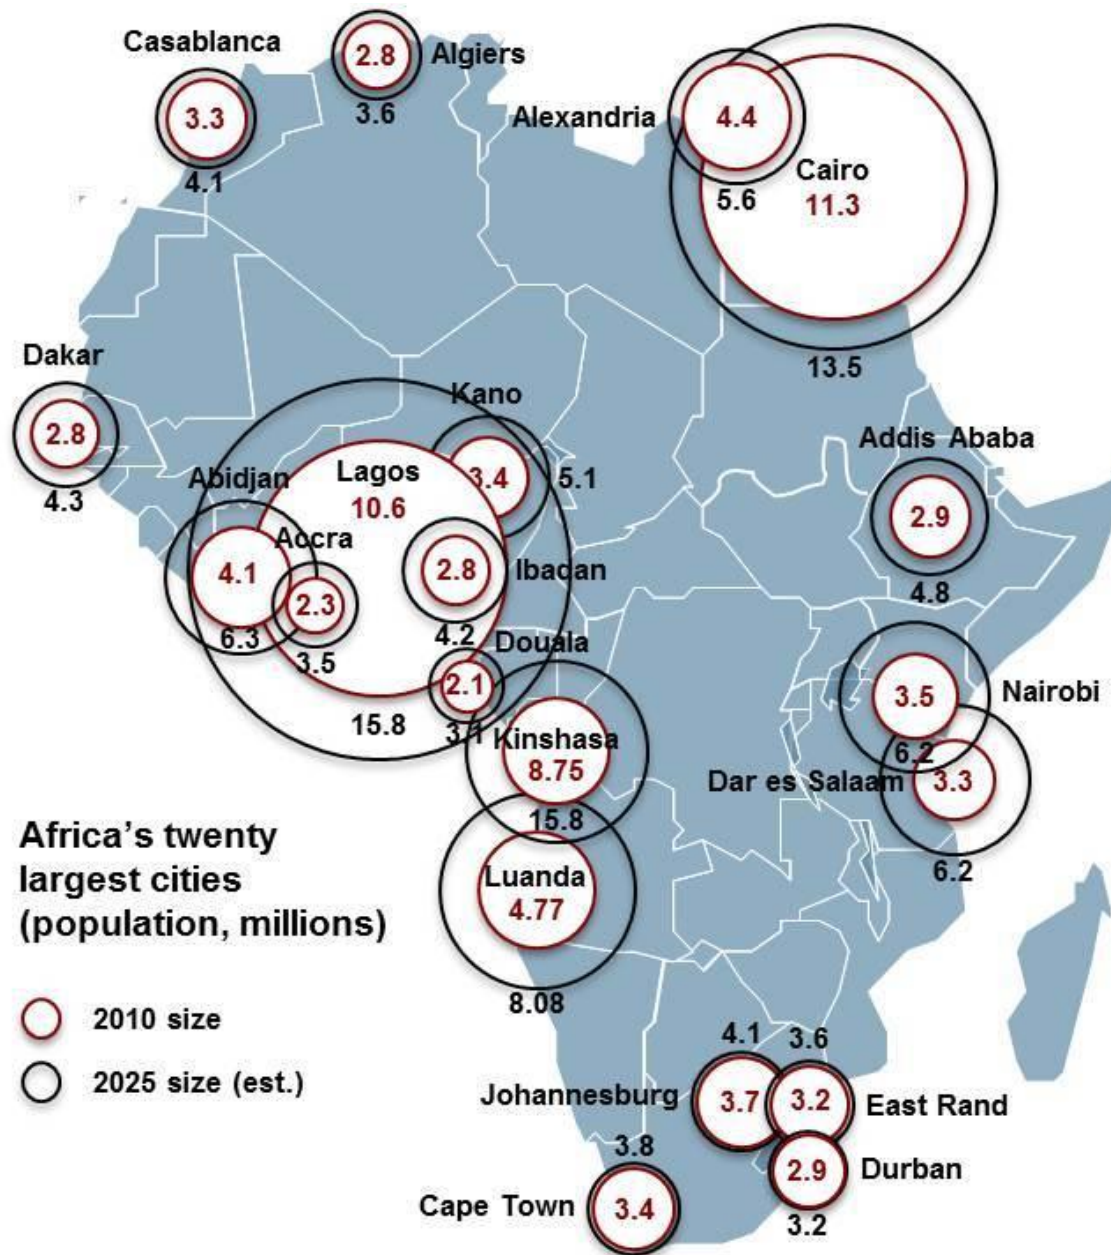 Casablanca
3.3
4.1
2.8
Algiers
3.6
Alexandria
4.4
5.6
Cairo
11.3
13.5
Dakar
2.8
4.3
Kano
3.4
5.1
Lagos
10.6
15.8
Abidjan
4.1
6.3
Accra
2.3
3.5
2.8
Ibadan
4.2
Douala
2.1
3.1
Addis Ababa
2.9
4.8
Kinshasa
8.75
15.8
3.5
Nairobi
6.2
Dar es Salaam
3.3
6.2
Luanda
4.77
8.08
Africa's twenty
largest cities
(population, millions)
2010 size
2025 size (est.)
4.1
Johannesburg
3.7
3.6
3.2
East Rand
2.9
Durban
3.2
3.8
Cape Town
3.4